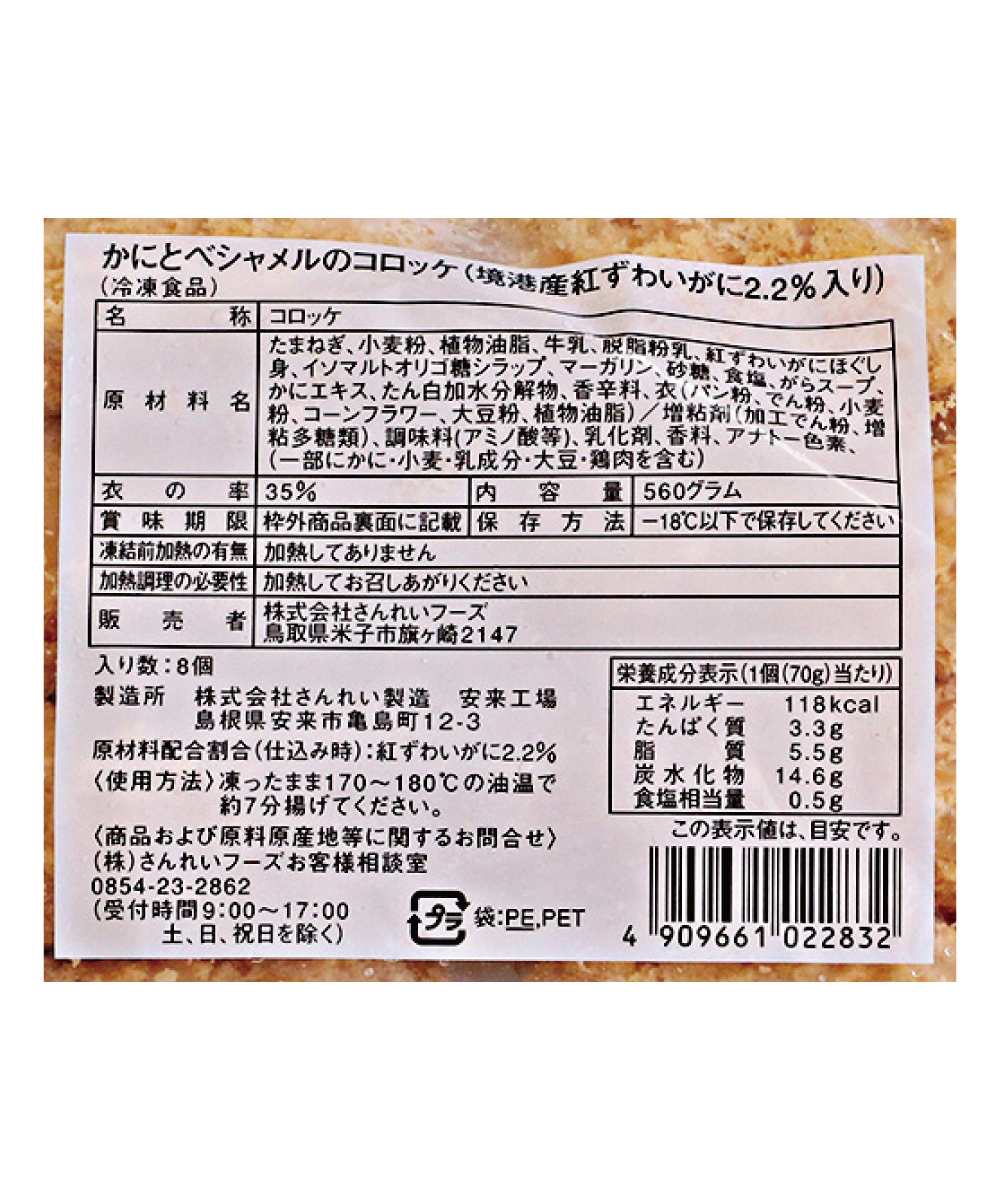 かにとベシャメルのコロッケ(境港産紅ずわいがに2.2%入り)
(冷凍食品)
名称 コロッケ
原材料名 たまねぎ、小麦粉、植物油脂、牛乳、脱脂粉乳、紅ずわいがにほぐし
身、イソマルトオリゴ糖シラップ、マーガリン、砂糖、食塩、がらスープ、
かにエキス、たん白加水分解物、香辛料、衣(パン粉、でん粉、小麦
粉、コーンフラワー、大豆粉、植物油脂)/増粘剤(加工でん粉、増
粘多糖類)、調味料(アミノ酸等)、乳化剤、香料、アナトー色素、
(一部にかに・小麦・乳成分・大豆・鶏肉を含む)
衣の率 35% 内容量 560グラム
賞味期限 枠外商品裏面に記載 保存方法 -18℃以下で保存してください
凍結前加熱の有無 加熱してありません
加熱調理の必要性 加熱してお召しあがりください
販売者 株式会社さんれいフーズ
鳥取県米子市旗ヶ崎2147
入り数:8個
製造所 株式会社さんれい製造 安来工場
島根県安来市亀島町12-3
原材料配合割合(仕込み時):紅ずわいがに2.2%
〈使用方法〉凍ったまま170〜180℃の油温で
約7分揚げてください。
〈商品および原料原産地等に関するお問合せ〉
(株)さんれいフーズお客様相談室
0854-23-2862
(受付時間9:00〜17:00
土、日、祝日を除く)
プラ 袋:PE,PET
栄養成分表示(1個(70g)当たり)
エネルギー 118kcal
たんぱく質 3.3g
脂質 5.5g
炭水化物 14.6g
食塩相当量 0.5g
この表示値は、目安です。
4 909661 022832